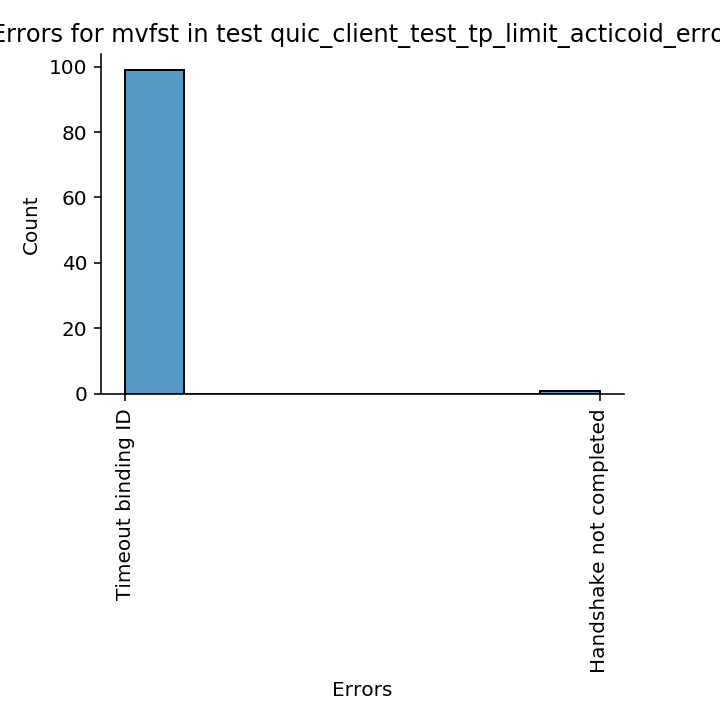 Errors for mvfst in test quic_client_test_tp_limit_acticoid_erro
100
80
60
40
20
0
Count
Timeout binding ID
Handshake not completed
Errors